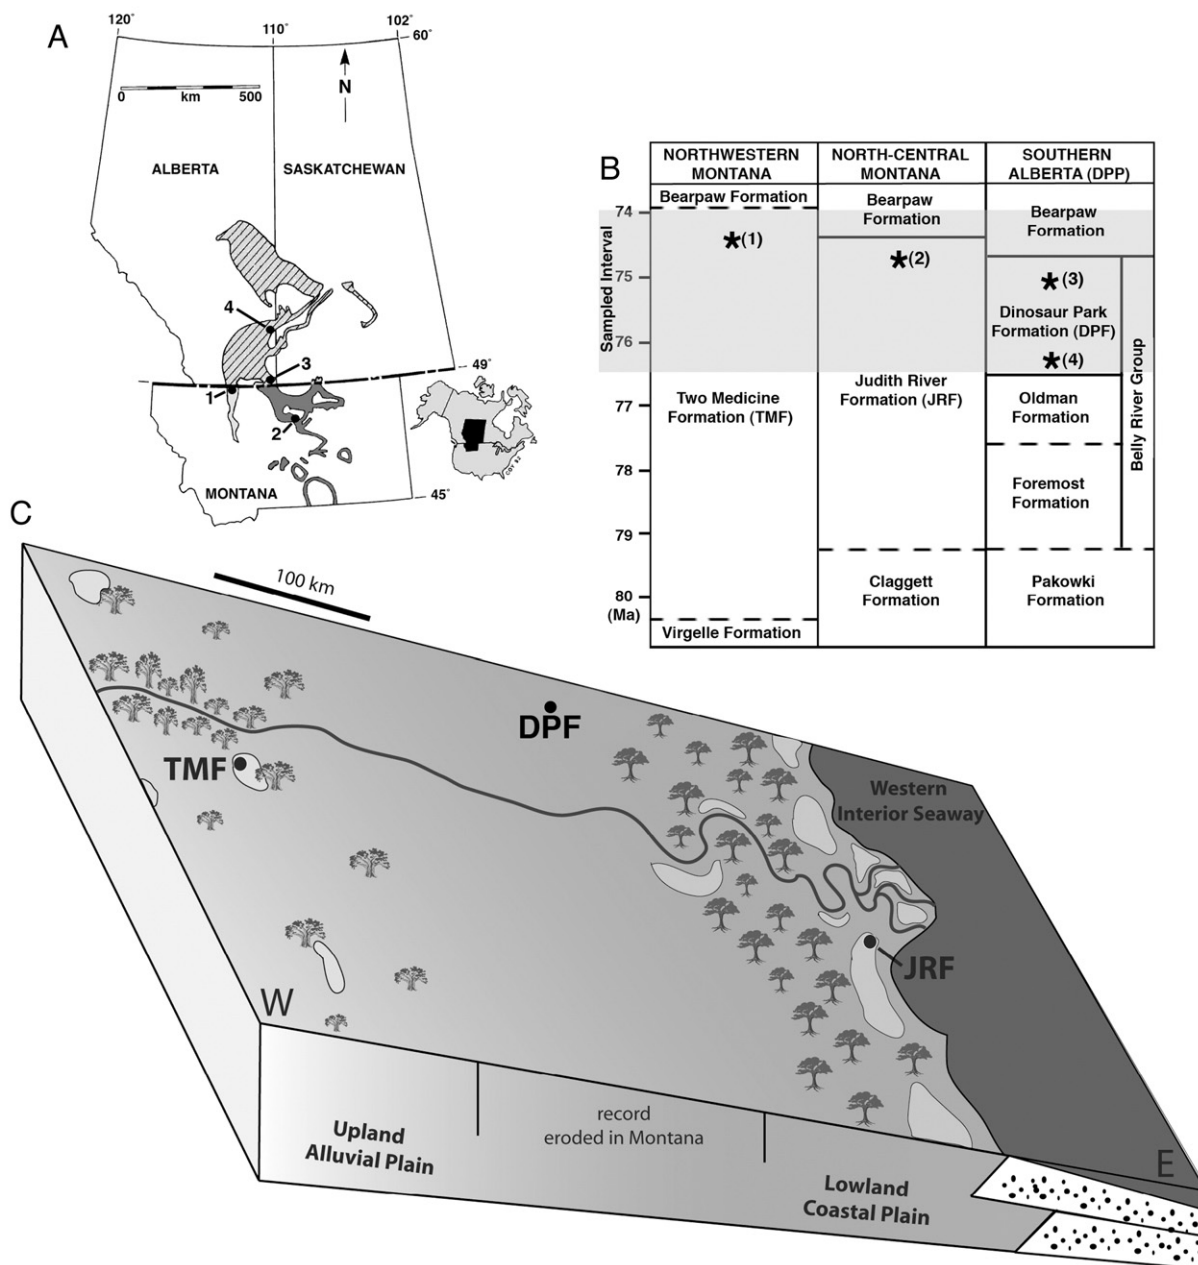 A
120°
110°
102°
60°
0 km 500
N
ALBERTA
SASKATCHEWAN
4
3
49°
1
2
MONTANA
45°
B
NORTHWESTERN
MONTANA
NORTH-CENTRAL
MONTANA
SOUTHERN
ALBERTA (DPP)
Sampled Interval
74
75
76
77
78
79
80
(Ma)
Bearpaw Formation
*(1)
Two Medicine
Formation (TMF)
Virgelle Formation
Bearpaw
Formation
*(2)
Judith River
Formation (JRF)
Claggett
Formation
Bearpaw
Formation
*(3)
Dinosaur Park
Formation (DPF)
*(4)
Oldman
Formation
Foremost
Formation
Pakowki
Formation
Belly River Group
C
100 km
DPF
TMF
Western
Interior Seaway
JRF
W
E
Upland
Alluvial Plain
record
eroded in Montana
Lowland
Coastal Plain